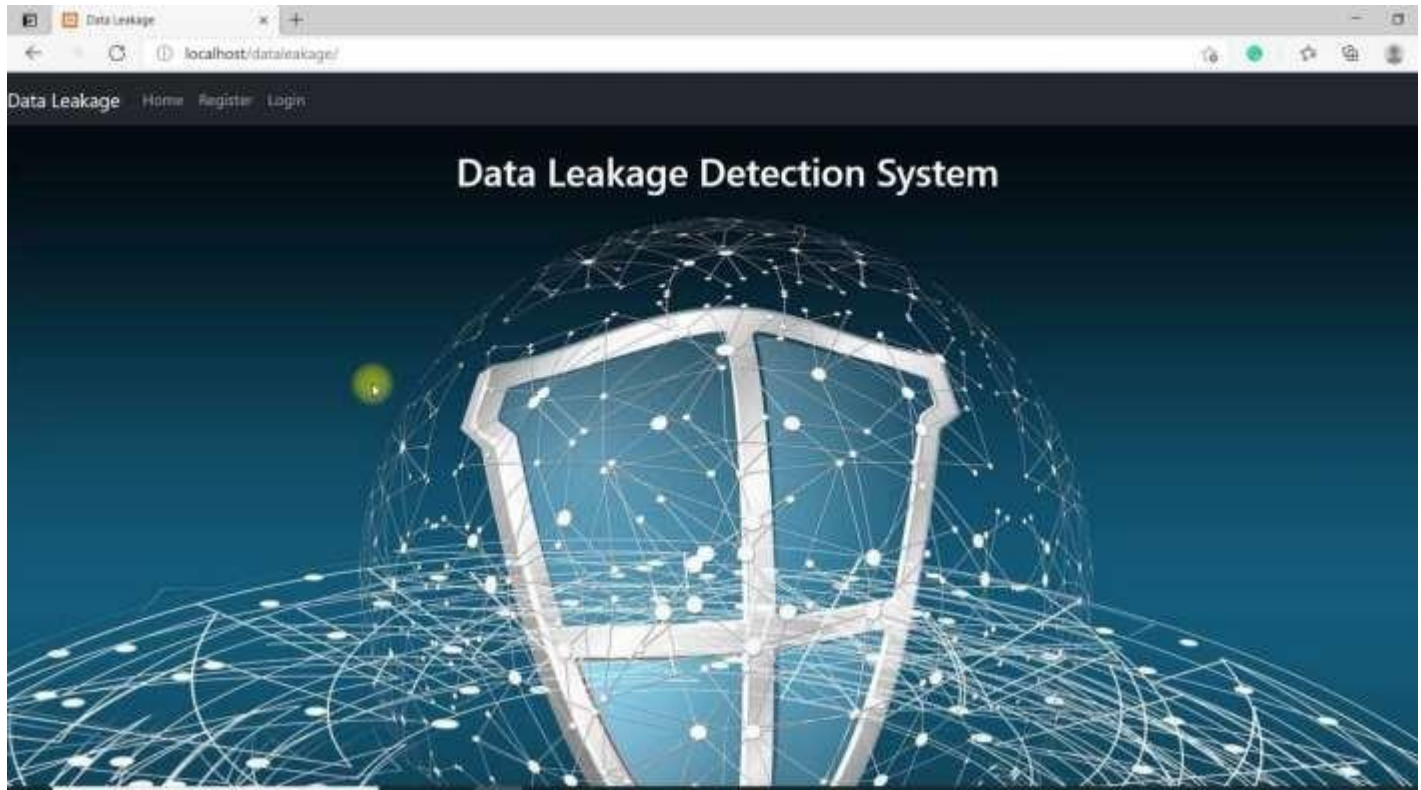 Data Leakage
localhost/dataleakage/
Data Leakage Home Register Login
Data Leakage Detection System